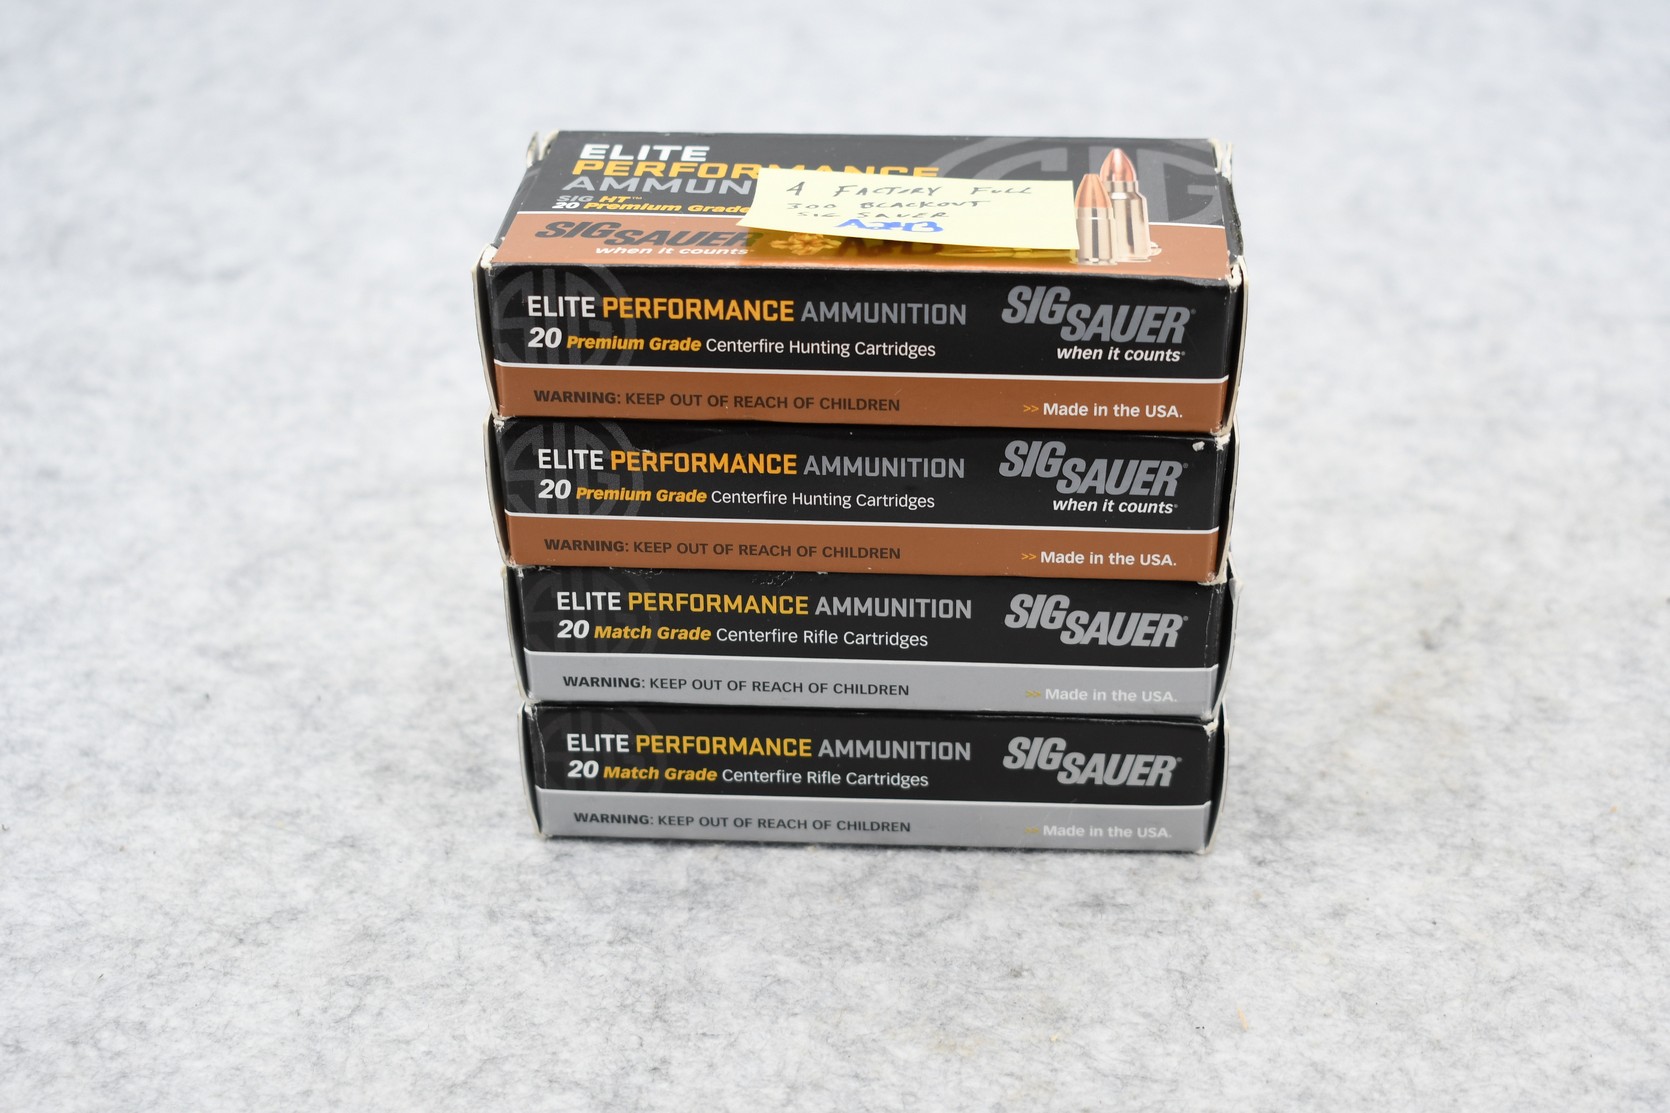 ELITE
PERFORMANCE
AMMUN
SIG HT™
20 Premium Grade
SIG SAUER
when it counts
4 FACTORY FULL
300 BLACKOUT
SIG SAUER
ELITE PERFORMANCE AMMUNITION
20 Premium Grade Centerfire Hunting Cartridges
SIG SAUER
when it counts
WARNING: KEEP OUT OF REACH OF CHILDREN
>> Made in the USA.
ELITE PERFORMANCE AMMUNITION
20 Premium Grade Centerfire Hunting Cartridges
SIG SAUER
when it counts
WARNING: KEEP OUT OF REACH OF CHILDREN
>> Made in the USA.
ELITE PERFORMANCE AMMUNITION
20 Match Grade Centerfire Rifle Cartridges
SIG SAUER
WARNING: KEEP OUT OF REACH OF CHILDREN
>> Made in the USA.
ELITE PERFORMANCE AMMUNITION
20 Match Grade Centerfire Rifle Cartridges
SIG SAUER
WARNING: KEEP OUT OF REACH OF CHILDREN
>> Made in the USA.